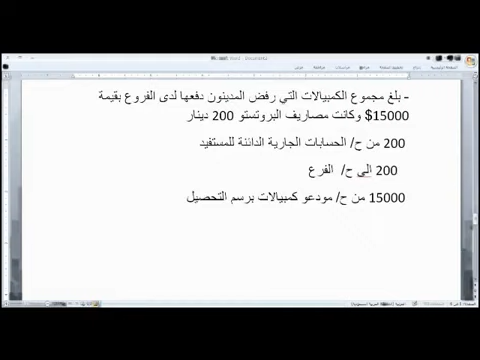 - بلغ مجموع الكمبيالات التي رفض المدينون دفعها لدى الفروع بقيمة
15000$ وكانت مصاريف البروتستو 200 دينار
200 من ح/ الحسابات الجارية الدائنة للمستفيد
200 الى ح/ الفرع
15000 من ح/ مودعو كمبيالات برسم التحصيل